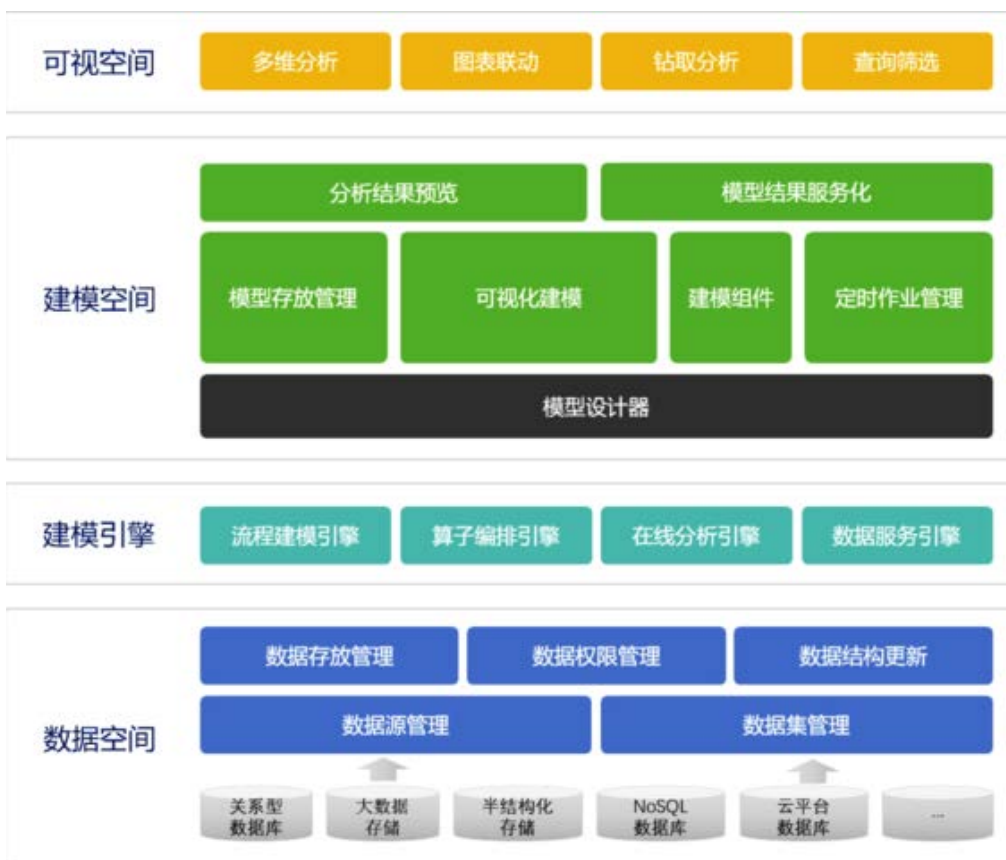 可视空间
多维分析
图表联动
钻取分析
查询筛选
建模空间
分析结果预览
模型结果服务化
模型存放管理
可视化建模
建模组件
定时作业管理
模型设计器
建模引擎
流程建模引擎
算子编排引擎
在线分析引擎
数据服务引擎
数据空间
数据存放管理
数据权限管理
数据结构更新
数据源管理
数据集管理
关系型
数据库
大数据
存储
半结构化
存储
NoSQL
数据库
云平台
数据库
...